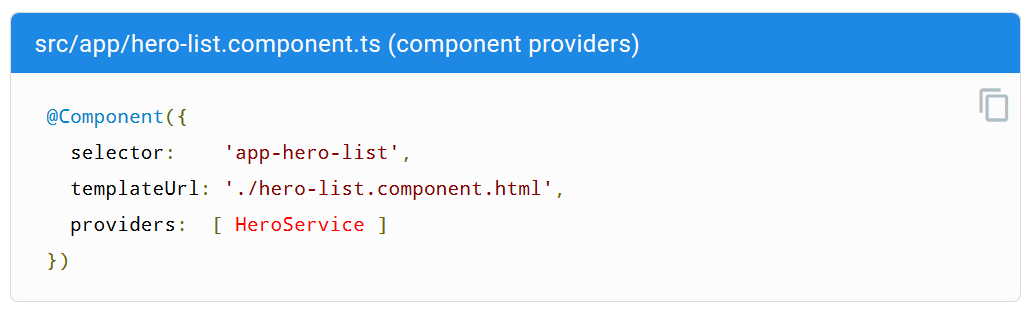 src/app/hero-list.component.ts (component providers)
@Component({
  selector:    'app-hero-list',
  templateUrl: './hero-list.component.html',
  providers:  [ HeroService ]
})